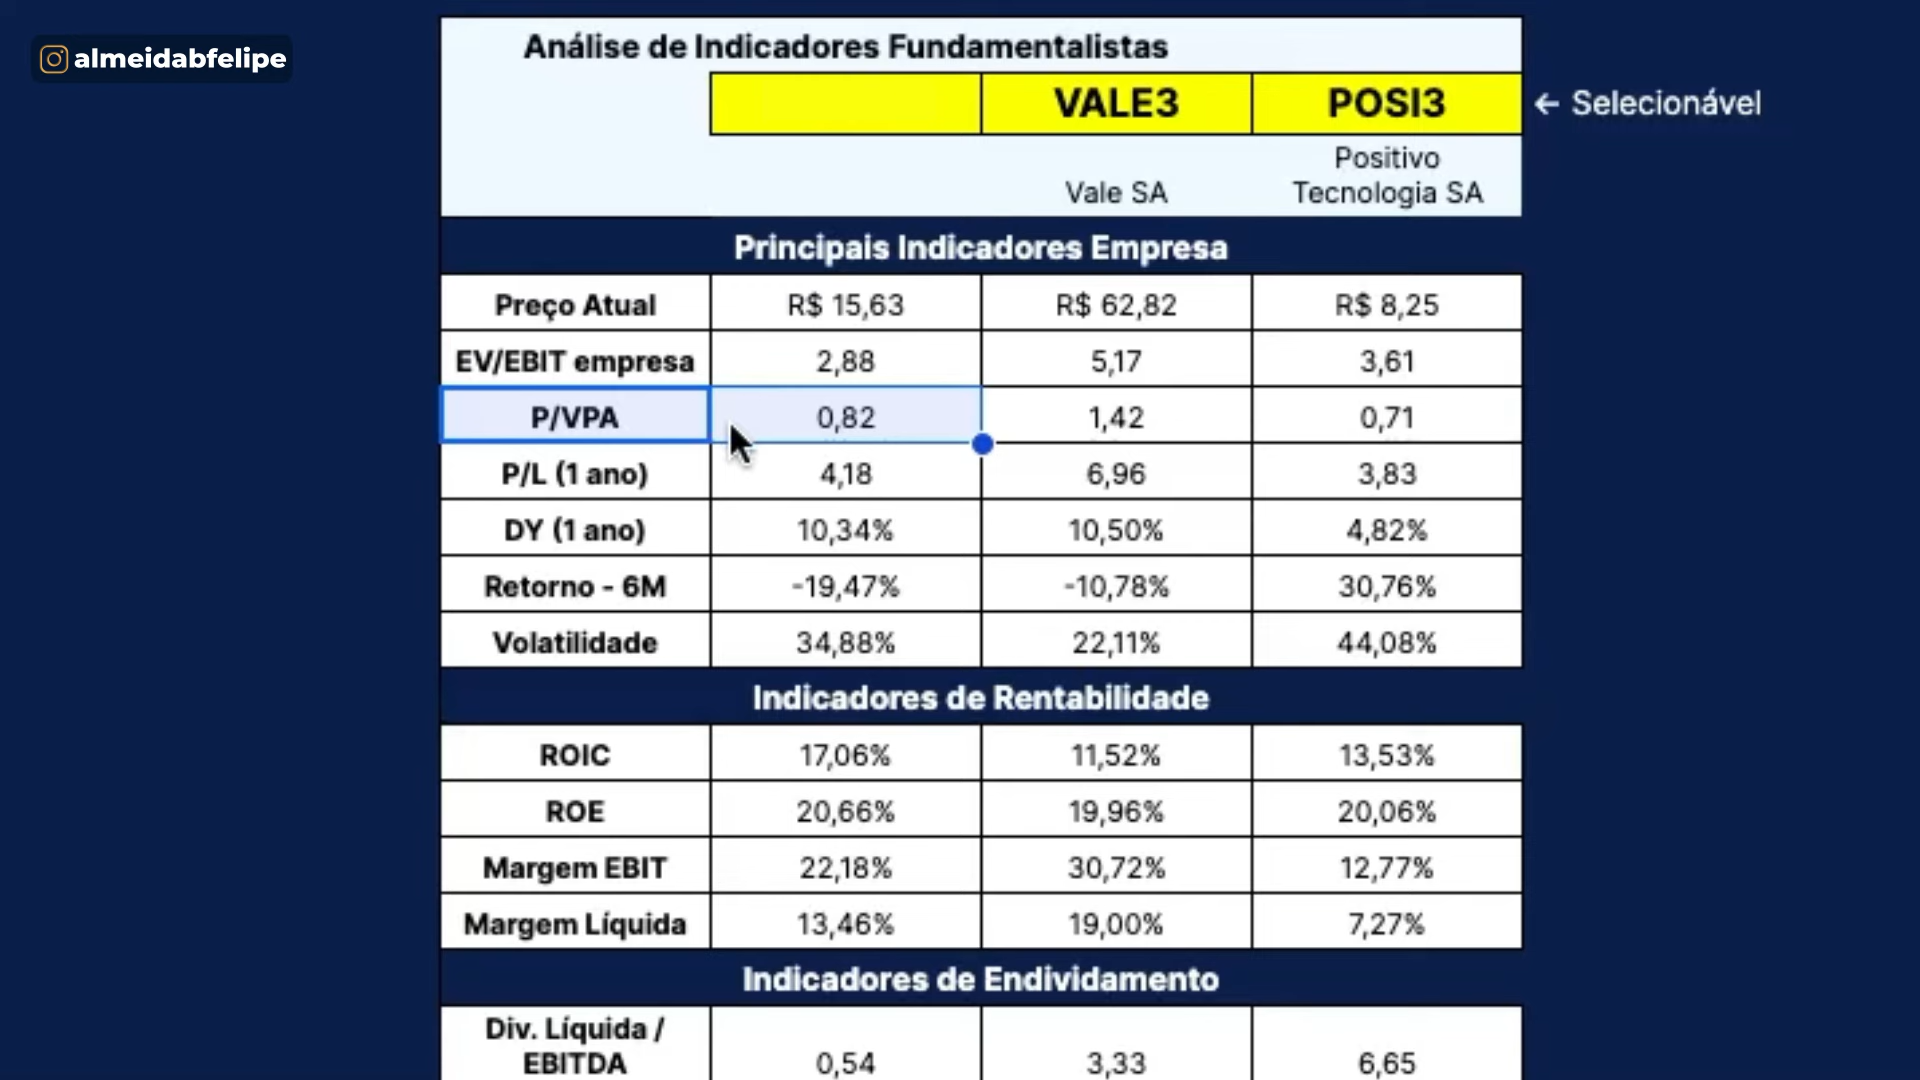 almeidabfelipe
Análise de Indicadores Fundamentalistas
VALE3 POSI3 ← Selecionável
Vale SA Positivo
Tecnologia SA
Principais Indicadores Empresa
Preço Atual R$ 15,63 R$ 62,82 R$ 8,25
EV/EBIT empresa 2,88 5,17 3,61
P/VPA 0,82 1,42 0,71
P/L (1 ano) 4,18 6,96 3,83
DY (1 ano) 10,34% 10,50% 4,82%
Retorno - 6M -19,47% -10,78% 30,76%
Volatilidade 34,88% 22,11% 44,08%
Indicadores de Rentabilidade
ROIC 17,06% 11,52% 13,53%
ROE 20,66% 19,96% 20,06%
Margem EBIT 22,18% 30,72% 12,77%
Margem Líquida 13,46% 19,00% 7,27%
Indicadores de Endividamento
Div. Líquida /
EBITDA 0,54 3,33 6,65